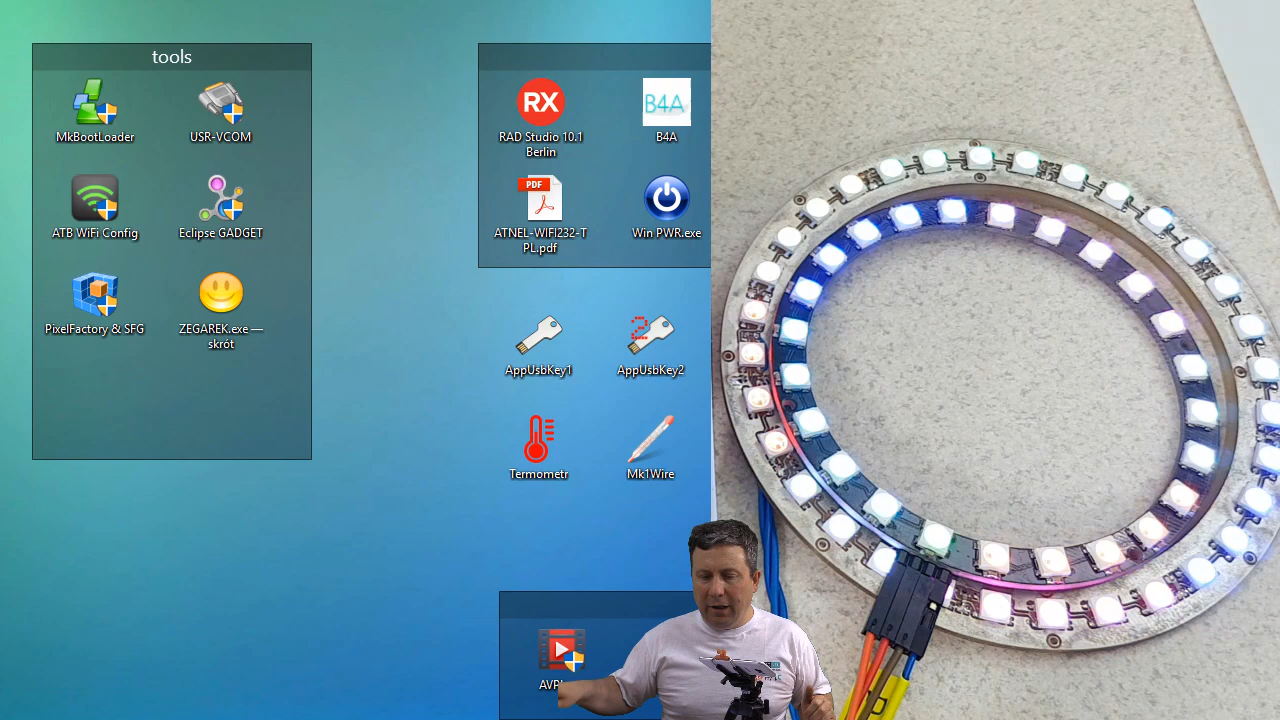 tools
MkBootLoader
USR-VCOM
ATB WiFi Config
Eclipse GADGET
PixelFactory & SFG
ZEGAREK.exe —
skrót
RX
RAD Studio 10.1
Berlin
B4A
B4A
PDF
ATNEL-WIFI232-T
PL.pdf
Win PWR.exe
AppUsbKey1
2
AppUsbKey2
Termometr
Mk1Wire